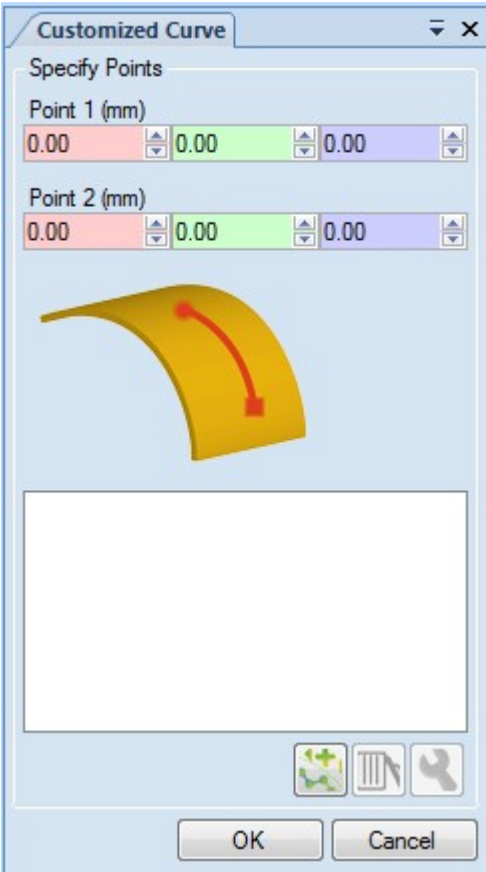 Customized Curve
Specify Points
Point 1 (mm)
0.00 0.00 0.00
Point 2 (mm)
0.00 0.00 0.00
OK Cancel